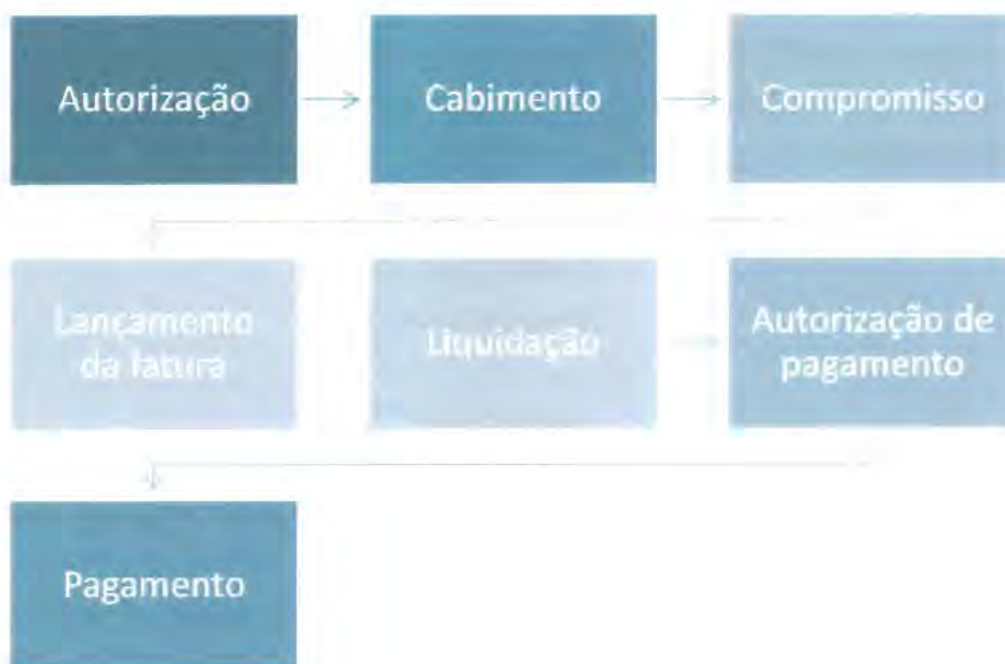 Autorização
Cabimento
Compromisso
Lançamento
da fatura
Liquidação
Autorização de
pagamento
Pagamento